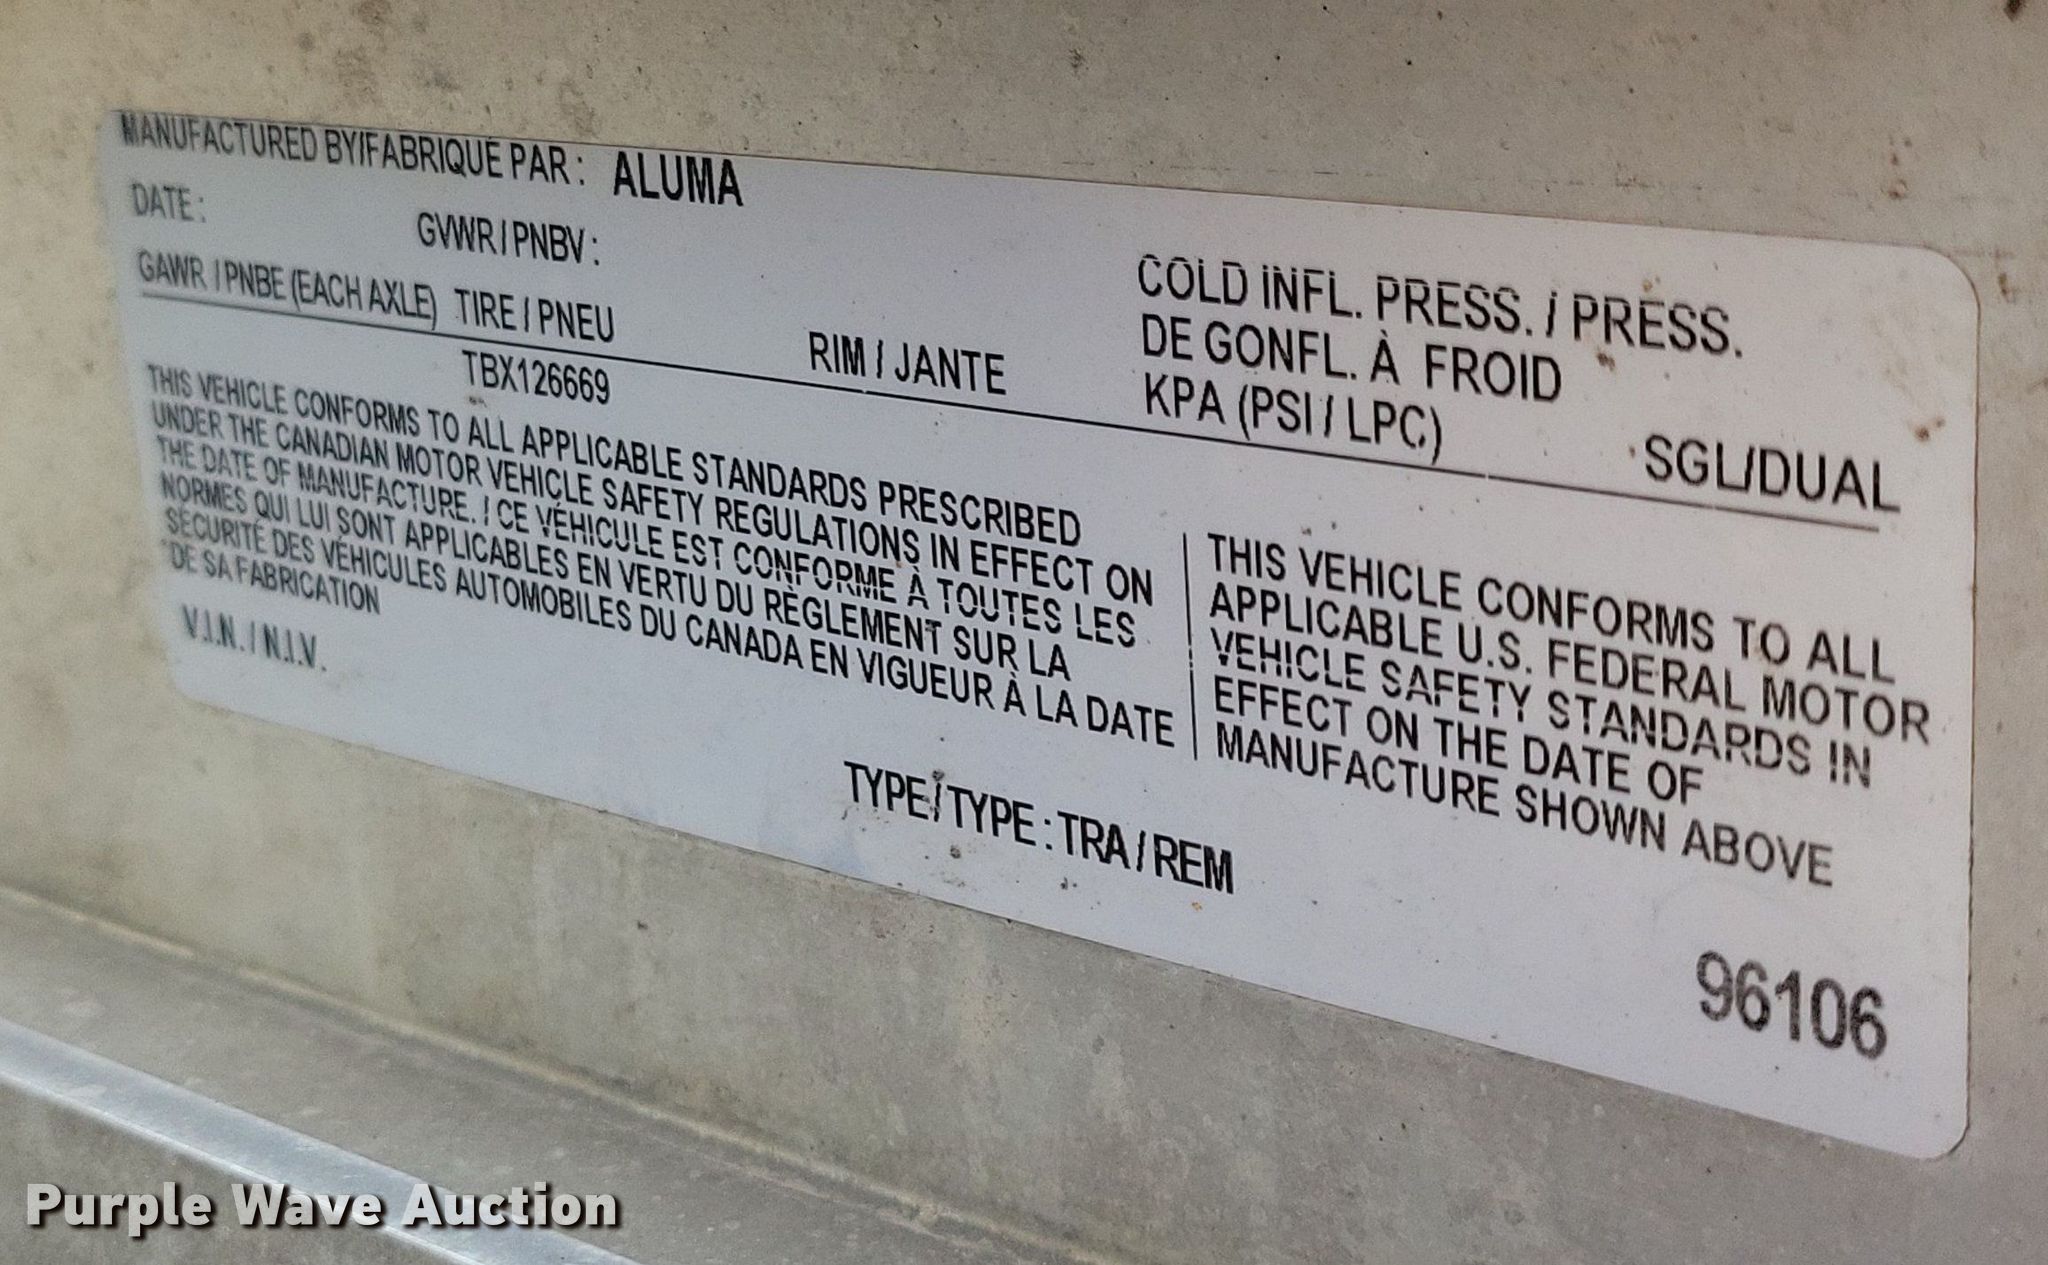 MANUFACTURED BY/FABRIQUÉ PAR: ALUMA
DATE: GVWR / PNBV:
GAWR / PNBE (EACH AXLE) TIRE / PNEU RIM / JANTE
COLD INFL. PRESS. / PRESS.
DE GONFL. À FROID
KPA (PSI / LPC) SGL/DUAL
TBX126669
THIS VEHICLE CONFORMS TO ALL APPLICABLE STANDARDS PRESCRIBED
UNDER THE CANADIAN MOTOR VEHICLE SAFETY REGULATIONS IN EFFECT ON
THE DATE OF MANUFACTURE. / CE VÉHICULE EST CONFORME À TOUTES LES
NORMES QUI LUI SONT APPLICABLES EN VERTU DU RÈGLEMENT SUR LA
SÉCURITÉ DES VÉHICULES AUTOMOBILES DU CANADA EN VIGUEUR À LA DATE
DE SA FABRICATION
THIS VEHICLE CONFORMS TO ALL
APPLICABLE U.S. FEDERAL MOTOR
VEHICLE SAFETY STANDARDS IN
EFFECT ON THE DATE OF
MANUFACTURE SHOWN ABOVE
V.I.N. / N.I.V.
TYPE / TYPE : TRA / REM
96106
Purple Wave Auction